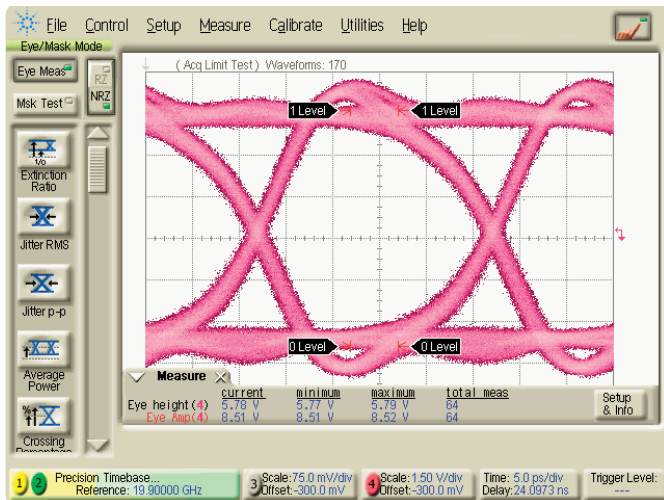 File Control Setup Measure Calibrate Utilities Help
Eye/Mask Mode
Eye Meas
RZ
NRZ
Msk Test
(Acq Limit Test) Waveforms: 170
1 Level
1 Level
1/0
Extinction
Ratio
Jitter RMS
Jitter p-p
Average
Power
%
Crossing
Percentage
0 Level
0 Level
Measure
current minimum maximum total meas
Eye height(4) 5.78 V 5.77 V 5.79 V 64
Eye Amp(4) 8.51 V 8.51 V 8.52 V 64
Setup
& Info
1 2 Precision Timebase...
Reference: 19.90000 GHz
3 Scale:75.0 mV/div
Offset:-300.0 mV
4 Scale:1.50 V/div
Offset:-300.0 mV
Time: 5.0 ps/div
Delay:24.0973 ns
Trigger Level:
---